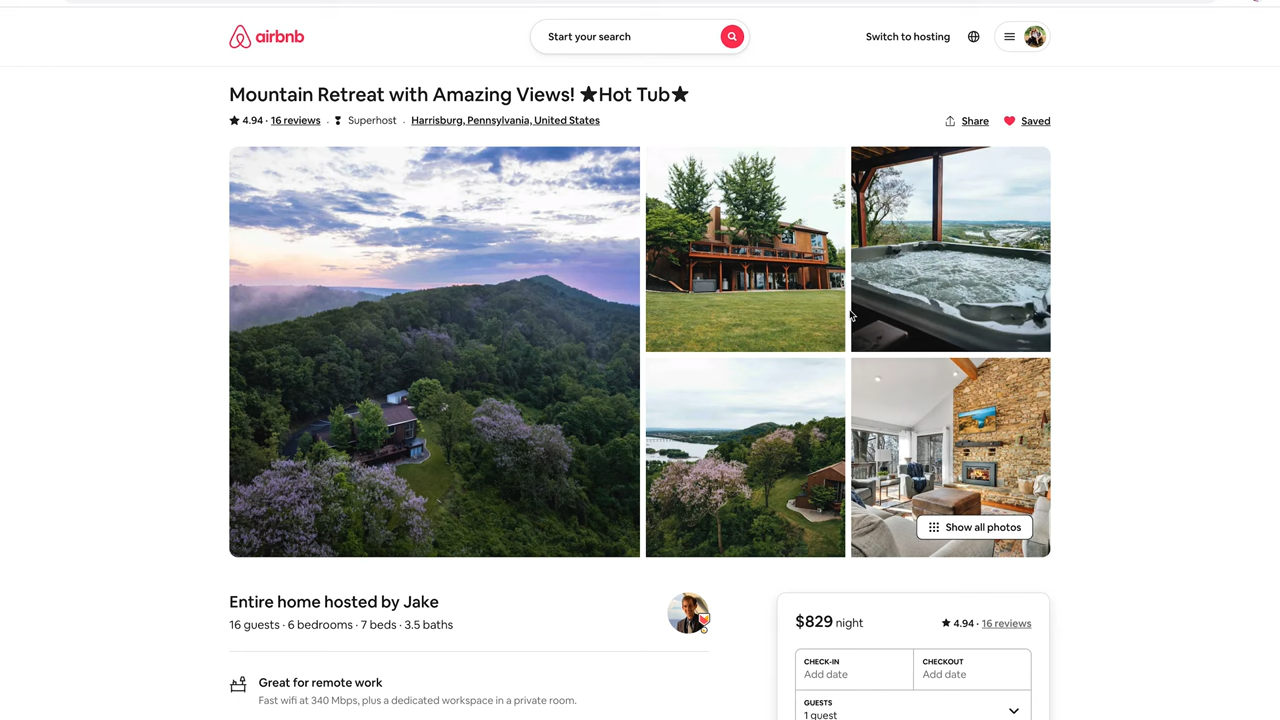 airbnb
Start your search
Switch to hosting
Mountain Retreat with Amazing Views! ★Hot Tub★
★ 4.94 · 16 reviews · Superhost · Harrisburg, Pennsylvania, United States
Share
Saved
Show all photos
Entire home hosted by Jake
16 guests · 6 bedrooms · 7 beds · 3.5 baths
$829 night
★ 4.94 · 16 reviews
CHECK-IN
Add date
CHECKOUT
Add date
GUESTS
1 guest
Great for remote work
Fast wifi at 340 Mbps, plus a dedicated workspace in a private room.